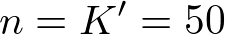 n = K′ = 50